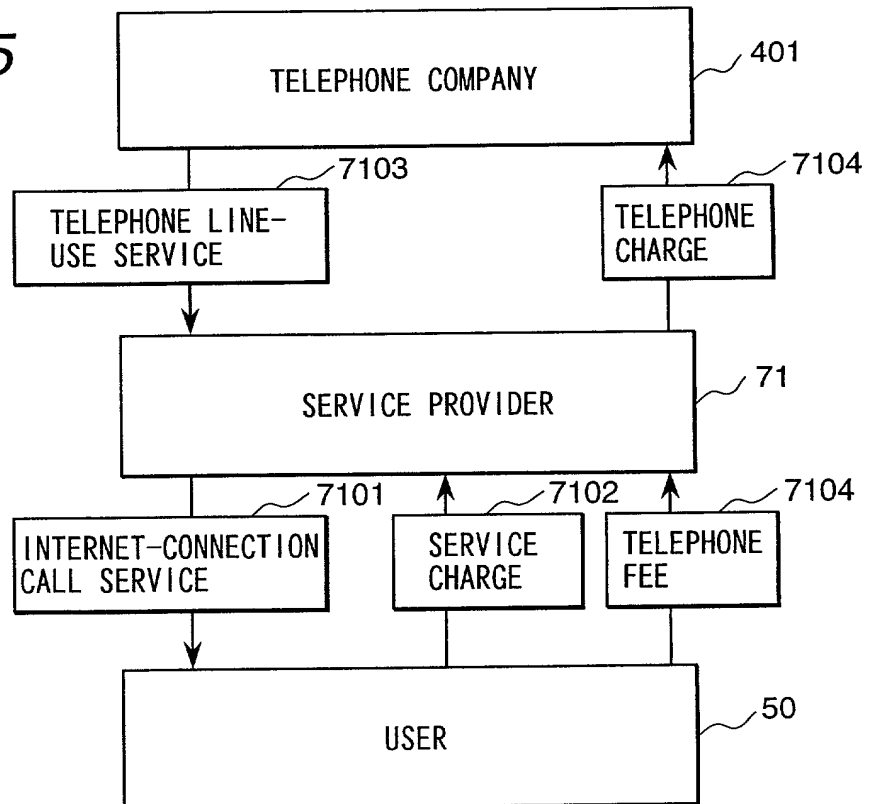 5
TELEPHONE COMPANY
401
7103
7104
TELEPHONE LINE-
USE SERVICE
TELEPHONE
CHARGE
SERVICE PROVIDER
71
7101
7102
7104
INTERNET-CONNECTION
CALL SERVICE
SERVICE
CHARGE
TELEPHONE
FEE
USER
50